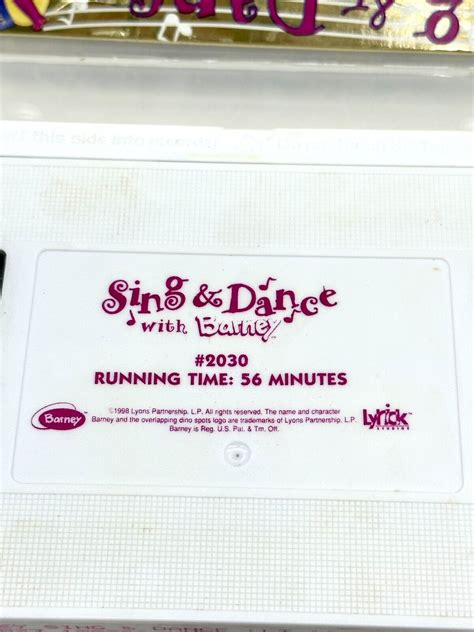 Sing & Dance
with Barney™
#2030
RUNNING TIME: 56 MINUTES
©1998 Lyons Partnership, L.P. All rights reserved. The name and character
Barney and the overlapping dino spots logo are trademarks of Lyons Partnership, L.P.
Barney is Reg. U.S. Pat. & Tm. Off.
Barney
Lyrick
STUDIOS